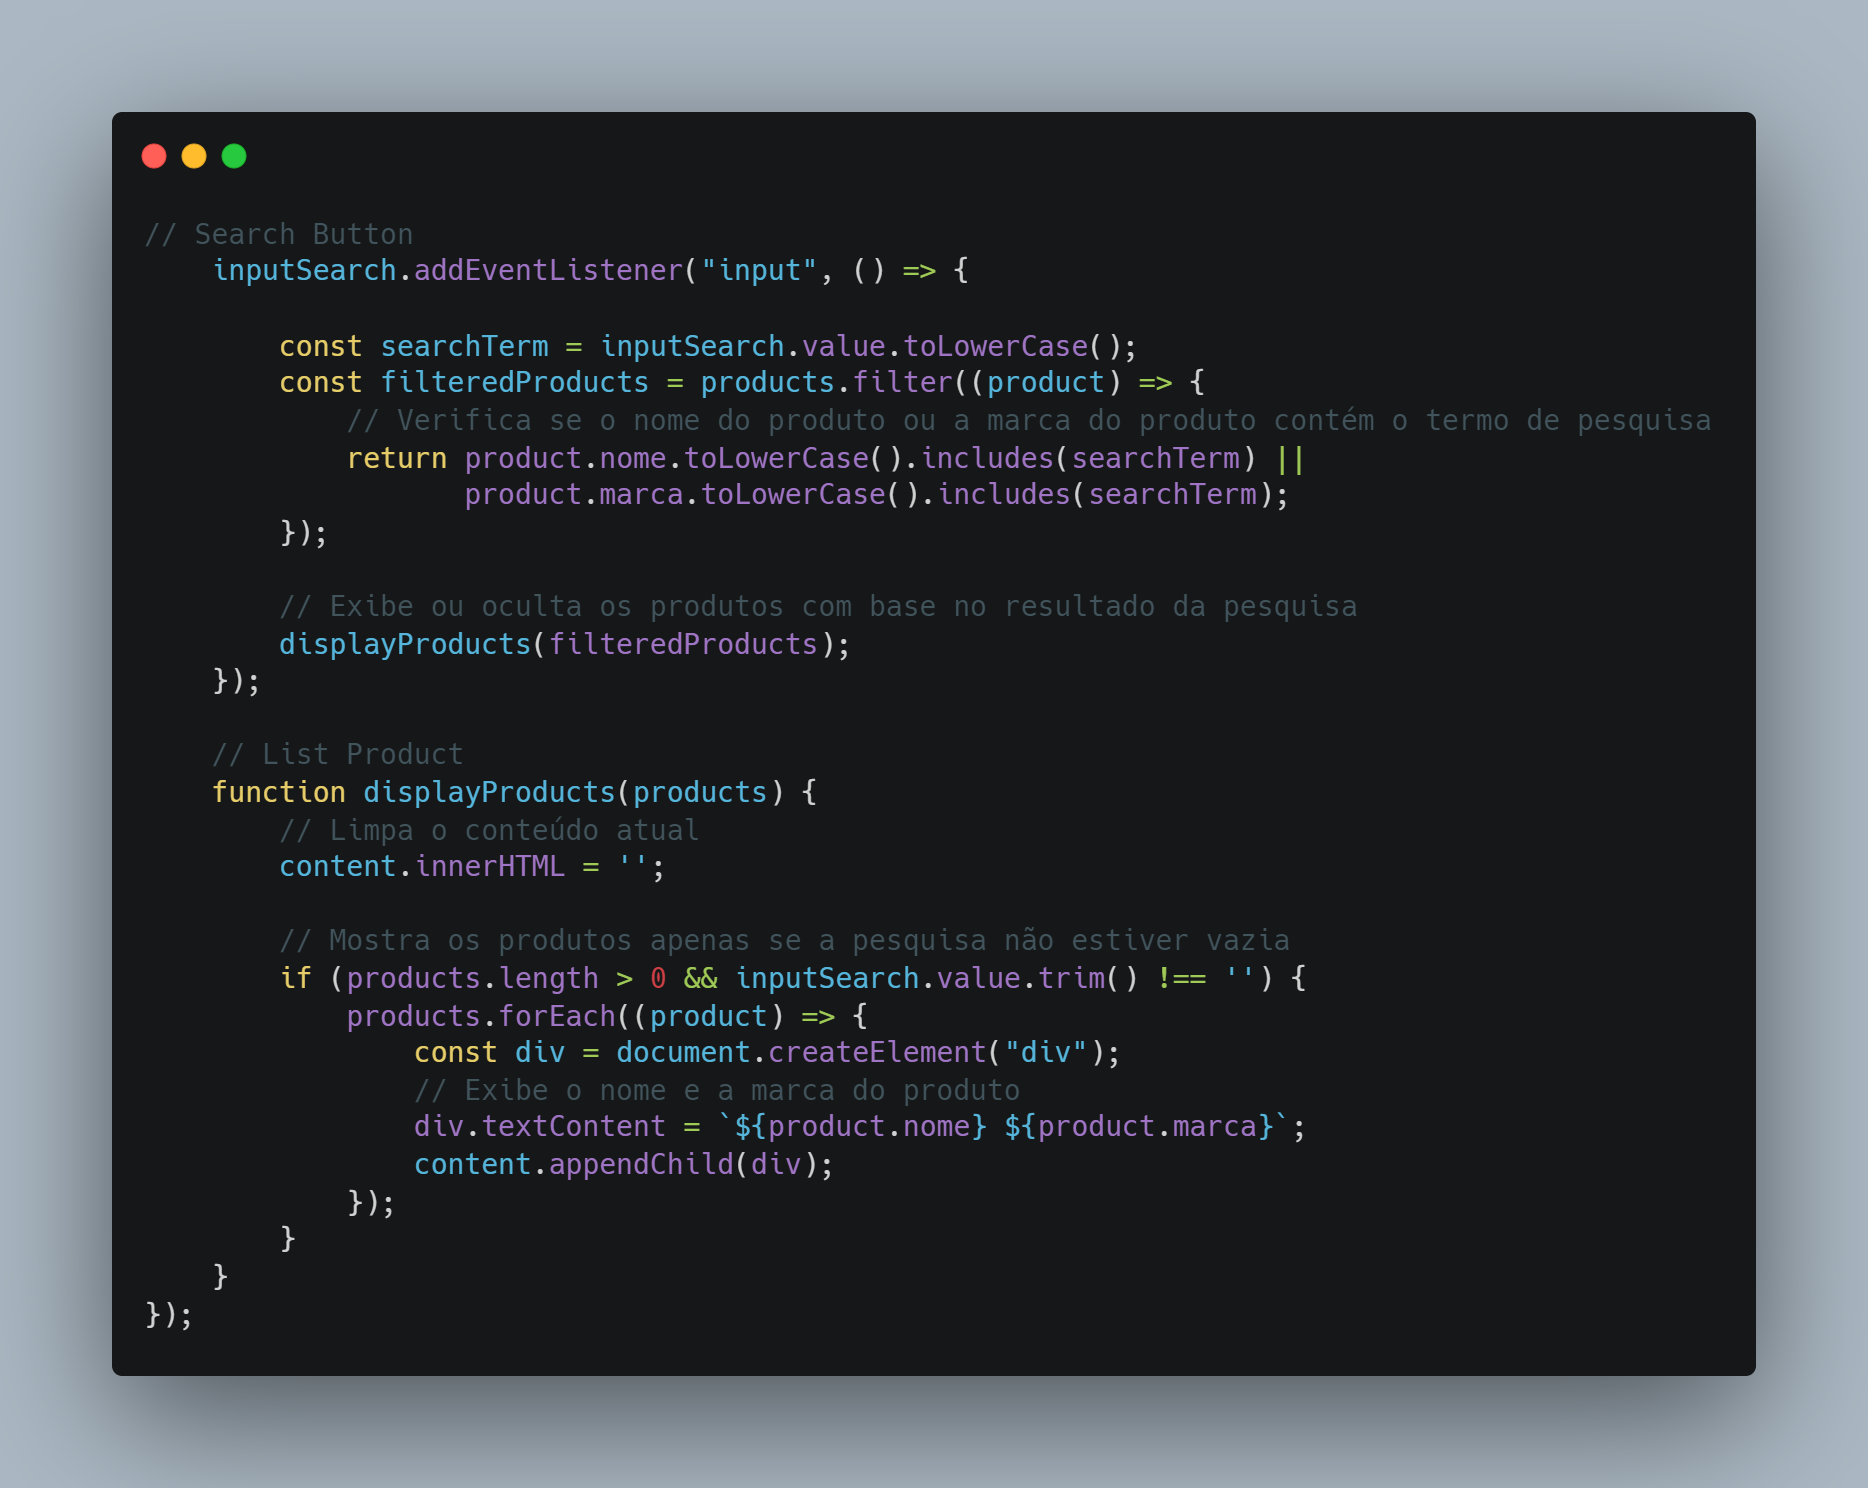 // Search Button
inputSearch.addEventListener("input", () => {
const searchTerm = inputSearch.value.toLowerCase();
const filteredProducts = products.filter((product) => {
// Verifica se o nome do produto ou a marca do produto contém o termo de pesquisa
return product.nome.toLowerCase().includes(searchTerm) ||
product.marca.toLowerCase().includes(searchTerm);
});
// Exibe ou oculta os produtos com base no resultado da pesquisa
displayProducts(filteredProducts);
});
// List Product
function displayProducts(products) {
// Limpa o conteúdo atual
content.innerHTML = '';
// Mostra os produtos apenas se a pesquisa não estiver vazia
if (products.length > 0 && inputSearch.value.trim() !== '') {
products.forEach((product) => {
const div = document.createElement("div");
// Exibe o nome e a marca do produto
div.textContent = `${product.nome} ${product.marca}`;
content.appendChild(div);
});
}
}
});